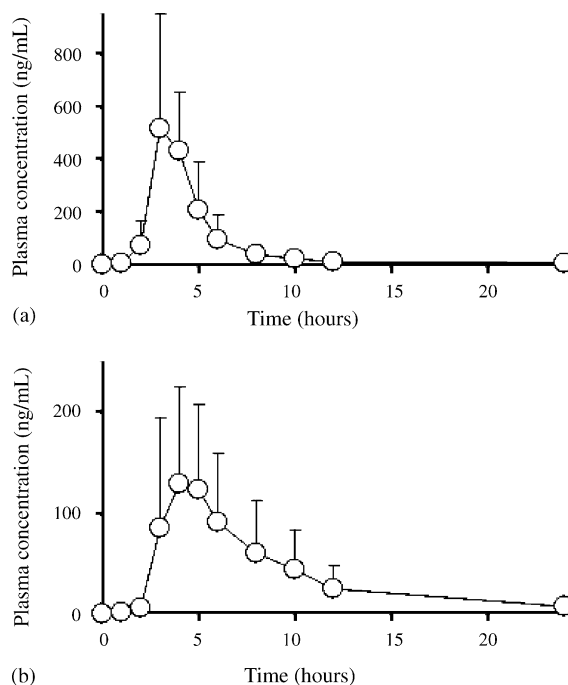 Plasma concentration (ng/mL)
800
600
400
200
0
0 5 10 15 20
Time (hours)
(a)
Plasma concentration (ng/mL)
200
100
0
0 5 10 15 20
Time (hours)
(b)